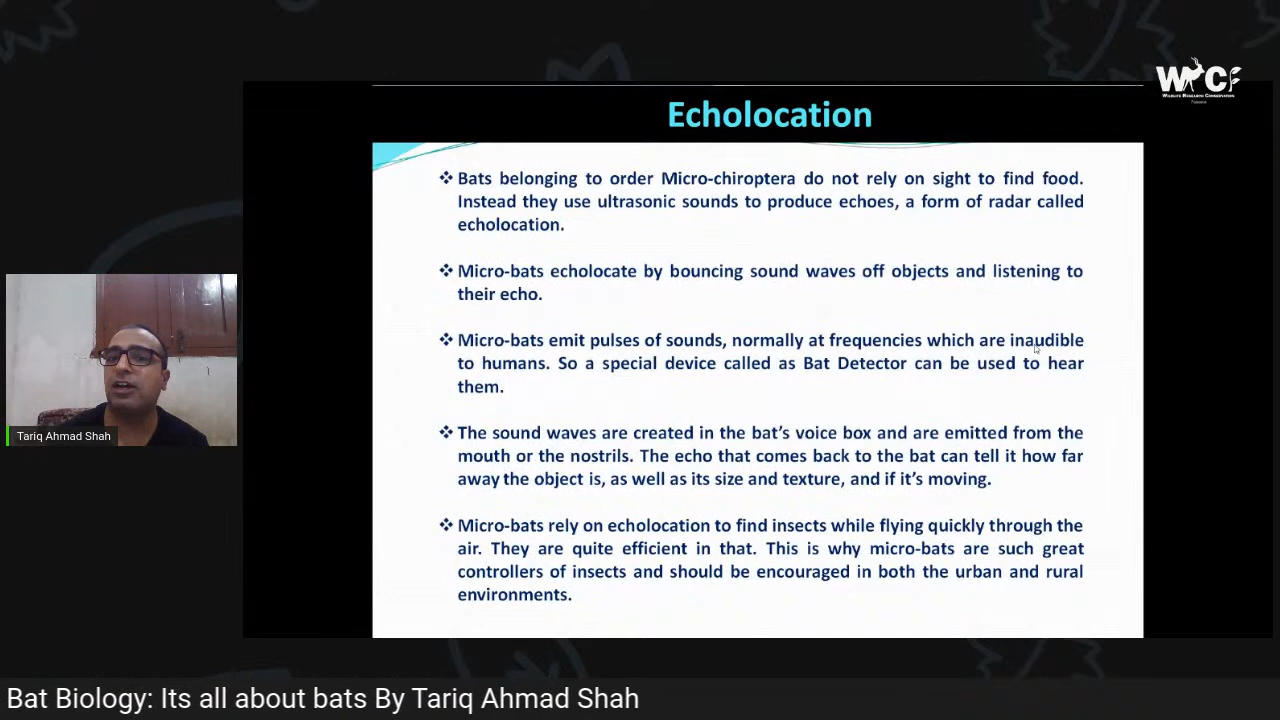 WRCF
WILDLIFE RESEARCH CONSERVATION
Echolocation
❖ Bats belonging to order Micro-chiroptera do not rely on sight to find food.
Instead they use ultrasonic sounds to produce echoes, a form of radar called
echolocation.
❖ Micro-bats echolocate by bouncing sound waves off objects and listening to
their echo.
❖ Micro-bats emit pulses of sounds, normally at frequencies which are inaudible
to humans. So a special device called as Bat Detector can be used to hear
them.
❖ The sound waves are created in the bat’s voice box and are emitted from the
mouth or the nostrils. The echo that comes back to the bat can tell it how far
away the object is, as well as its size and texture, and if it’s moving.
❖ Micro-bats rely on echolocation to find insects while flying quickly through the
air. They are quite efficient in that. This is why micro-bats are such great
controllers of insects and should be encouraged in both the urban and rural
environments.
Tariq Ahmad Shah
Bat Biology: Its all about bats By Tariq Ahmad Shah